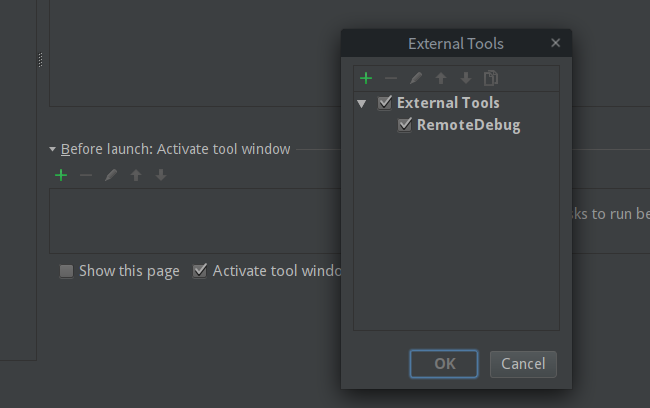 External Tools
External Tools
RemoteDebug
Before launch: Activate tool window
sks to run be
Show this page
Activate tool windo
OK
Cancel